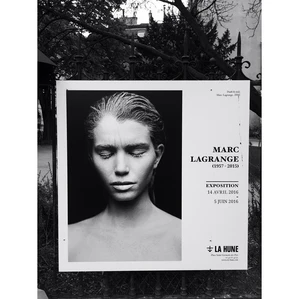 MARC
LAGRANGE
(1957 - 2015)
EXPOSITION
14 AVRIL 2016
5 JUIN 2016
LA HUNE